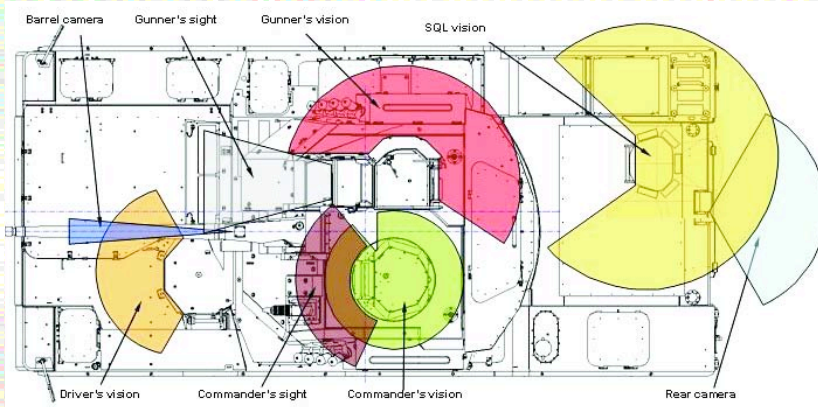 Barrel camera
Gunner's sight
Gunner's vision
SQL vision
Driver's vision
Commander's sight
Commander's vision
Rear camera